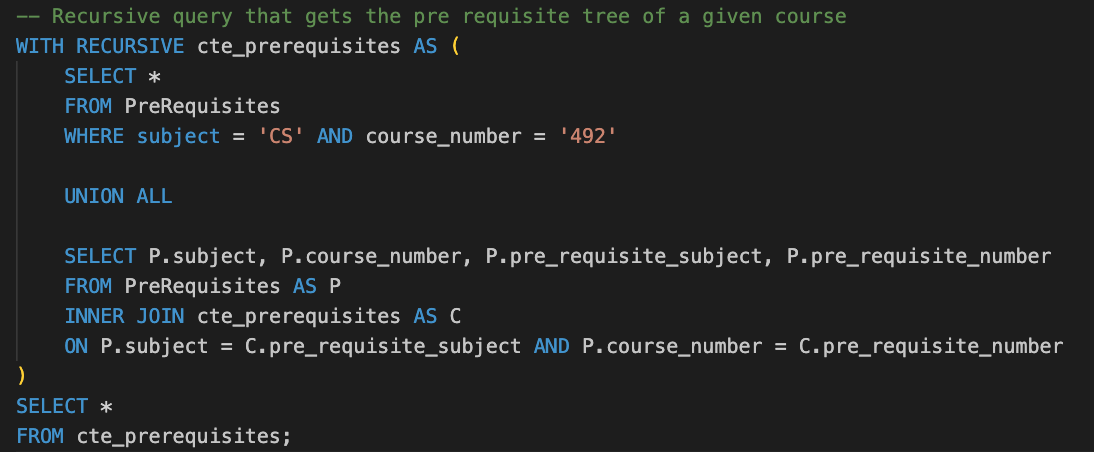 -- Recursive query that gets the pre requisite tree of a given course
WITH RECURSIVE cte_prerequisites AS (
    SELECT *
    FROM PreRequisites
    WHERE subject = 'CS' AND course_number = '492'

    UNION ALL

    SELECT P.subject, P.course_number, P.pre_requisite_subject, P.pre_requisite_number
    FROM PreRequisites AS P
    INNER JOIN cte_prerequisites AS C
    ON P.subject = C.pre_requisite_subject AND P.course_number = C.pre_requisite_number
)
SELECT *
FROM cte_prerequisites;